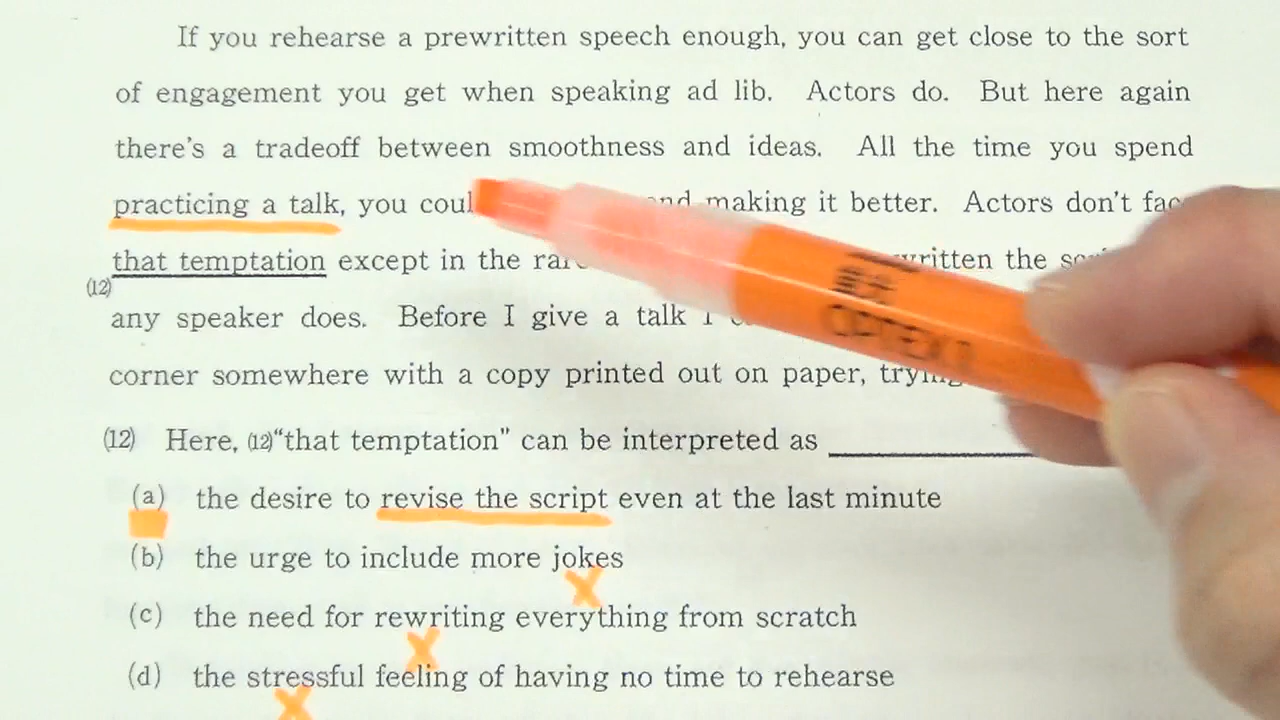 If you rehearse a prewritten speech enough, you can get close to the sort
of engagement you get when speaking ad lib. Actors do. But here again
there's a tradeoff between smoothness and ideas. All the time you spend
practicing a talk, you making it better. Actors don't
that temptation except in the the
(12)
any speaker does. Before I give a talk I
corner somewhere with a copy printed out on paper,
(12) Here, (12)"that temptation" can be interpreted as
(a) the desire to revise the script even at the last minute
(b) the urge to include more jokes
(c) the need for rewriting everything from scratch
(d) the stressful feeling of having no time to rehearse